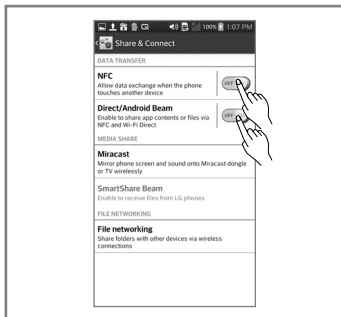 100% 1:07 PM
Share & Connect
DATA TRANSFER
NFC
Allow data exchange when the phone
touches another device
OFF
Direct/Android Beam
Enable to share app contents or files via
NFC and Wi-Fi Direct
OFF
MEDIA SHARE
Miracast
Mirror phone screen and sound onto Miracast dongle
or TV wirelessly
SmartShare Beam
Enable to receive files from LG phones
FILE NETWORKING
File networking
Share folders with other devices via wireless
connections